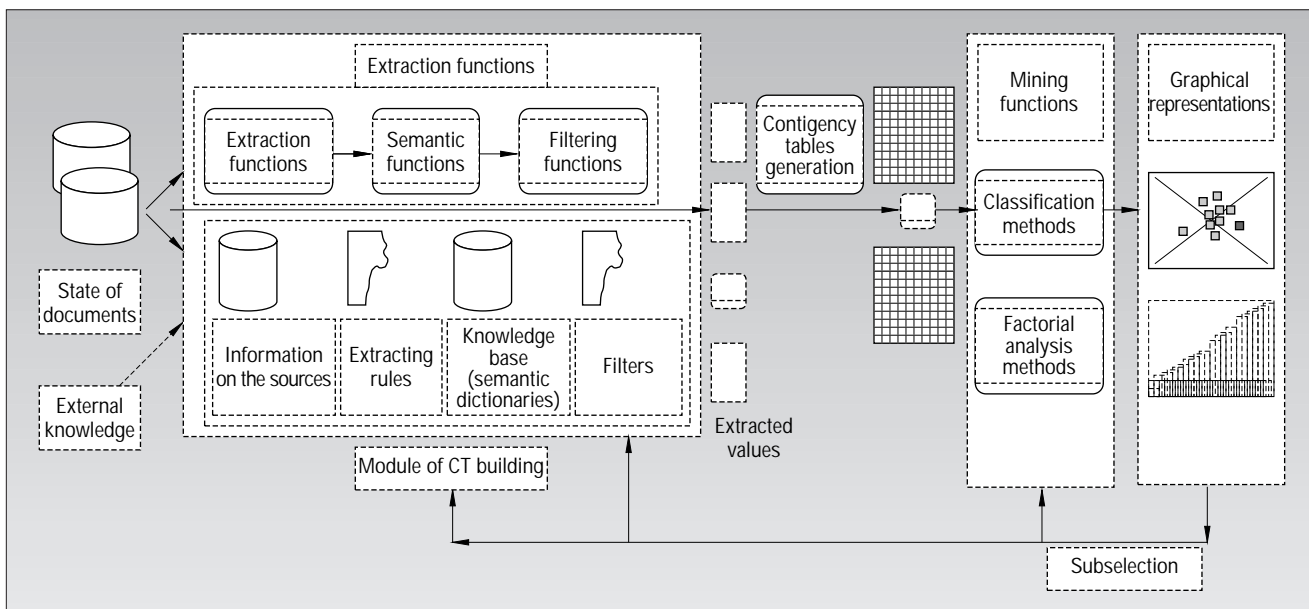 Extraction functions
Extraction
functions
Semantic
functions
Filtering
functions
State of
documents
External
knowledge
Information
on the sources
Extracting
rules
Knowledge
base
(semantic
dictionaries)
Filters
Module of CT building
Extracted
values
Contigency
tables
generation
Mining
functions
Classification
methods
Factorial
analysis
methods
Graphical
representations
Subselection